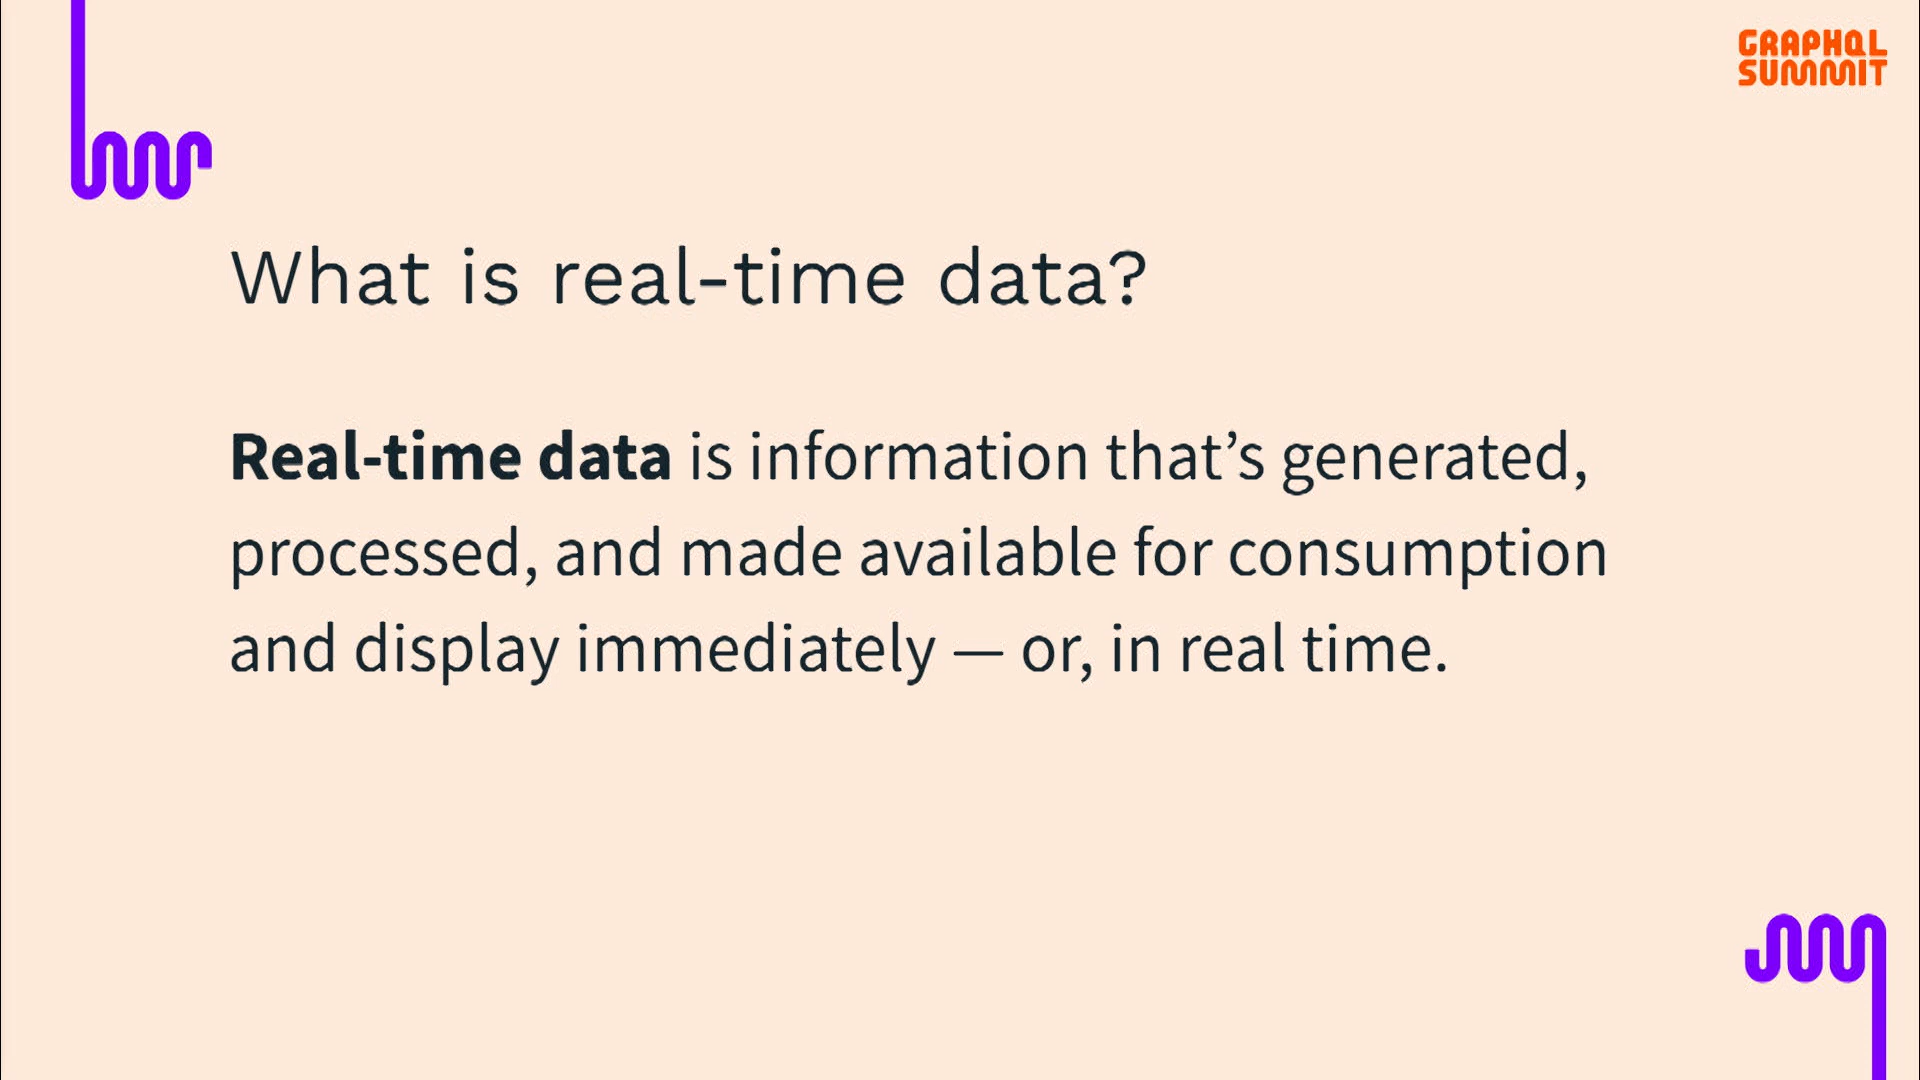 GRAPHQL
SUMMIT
What is real-time data?
Real-time data is information that’s generated,
processed, and made available for consumption
and display immediately — or, in real time.